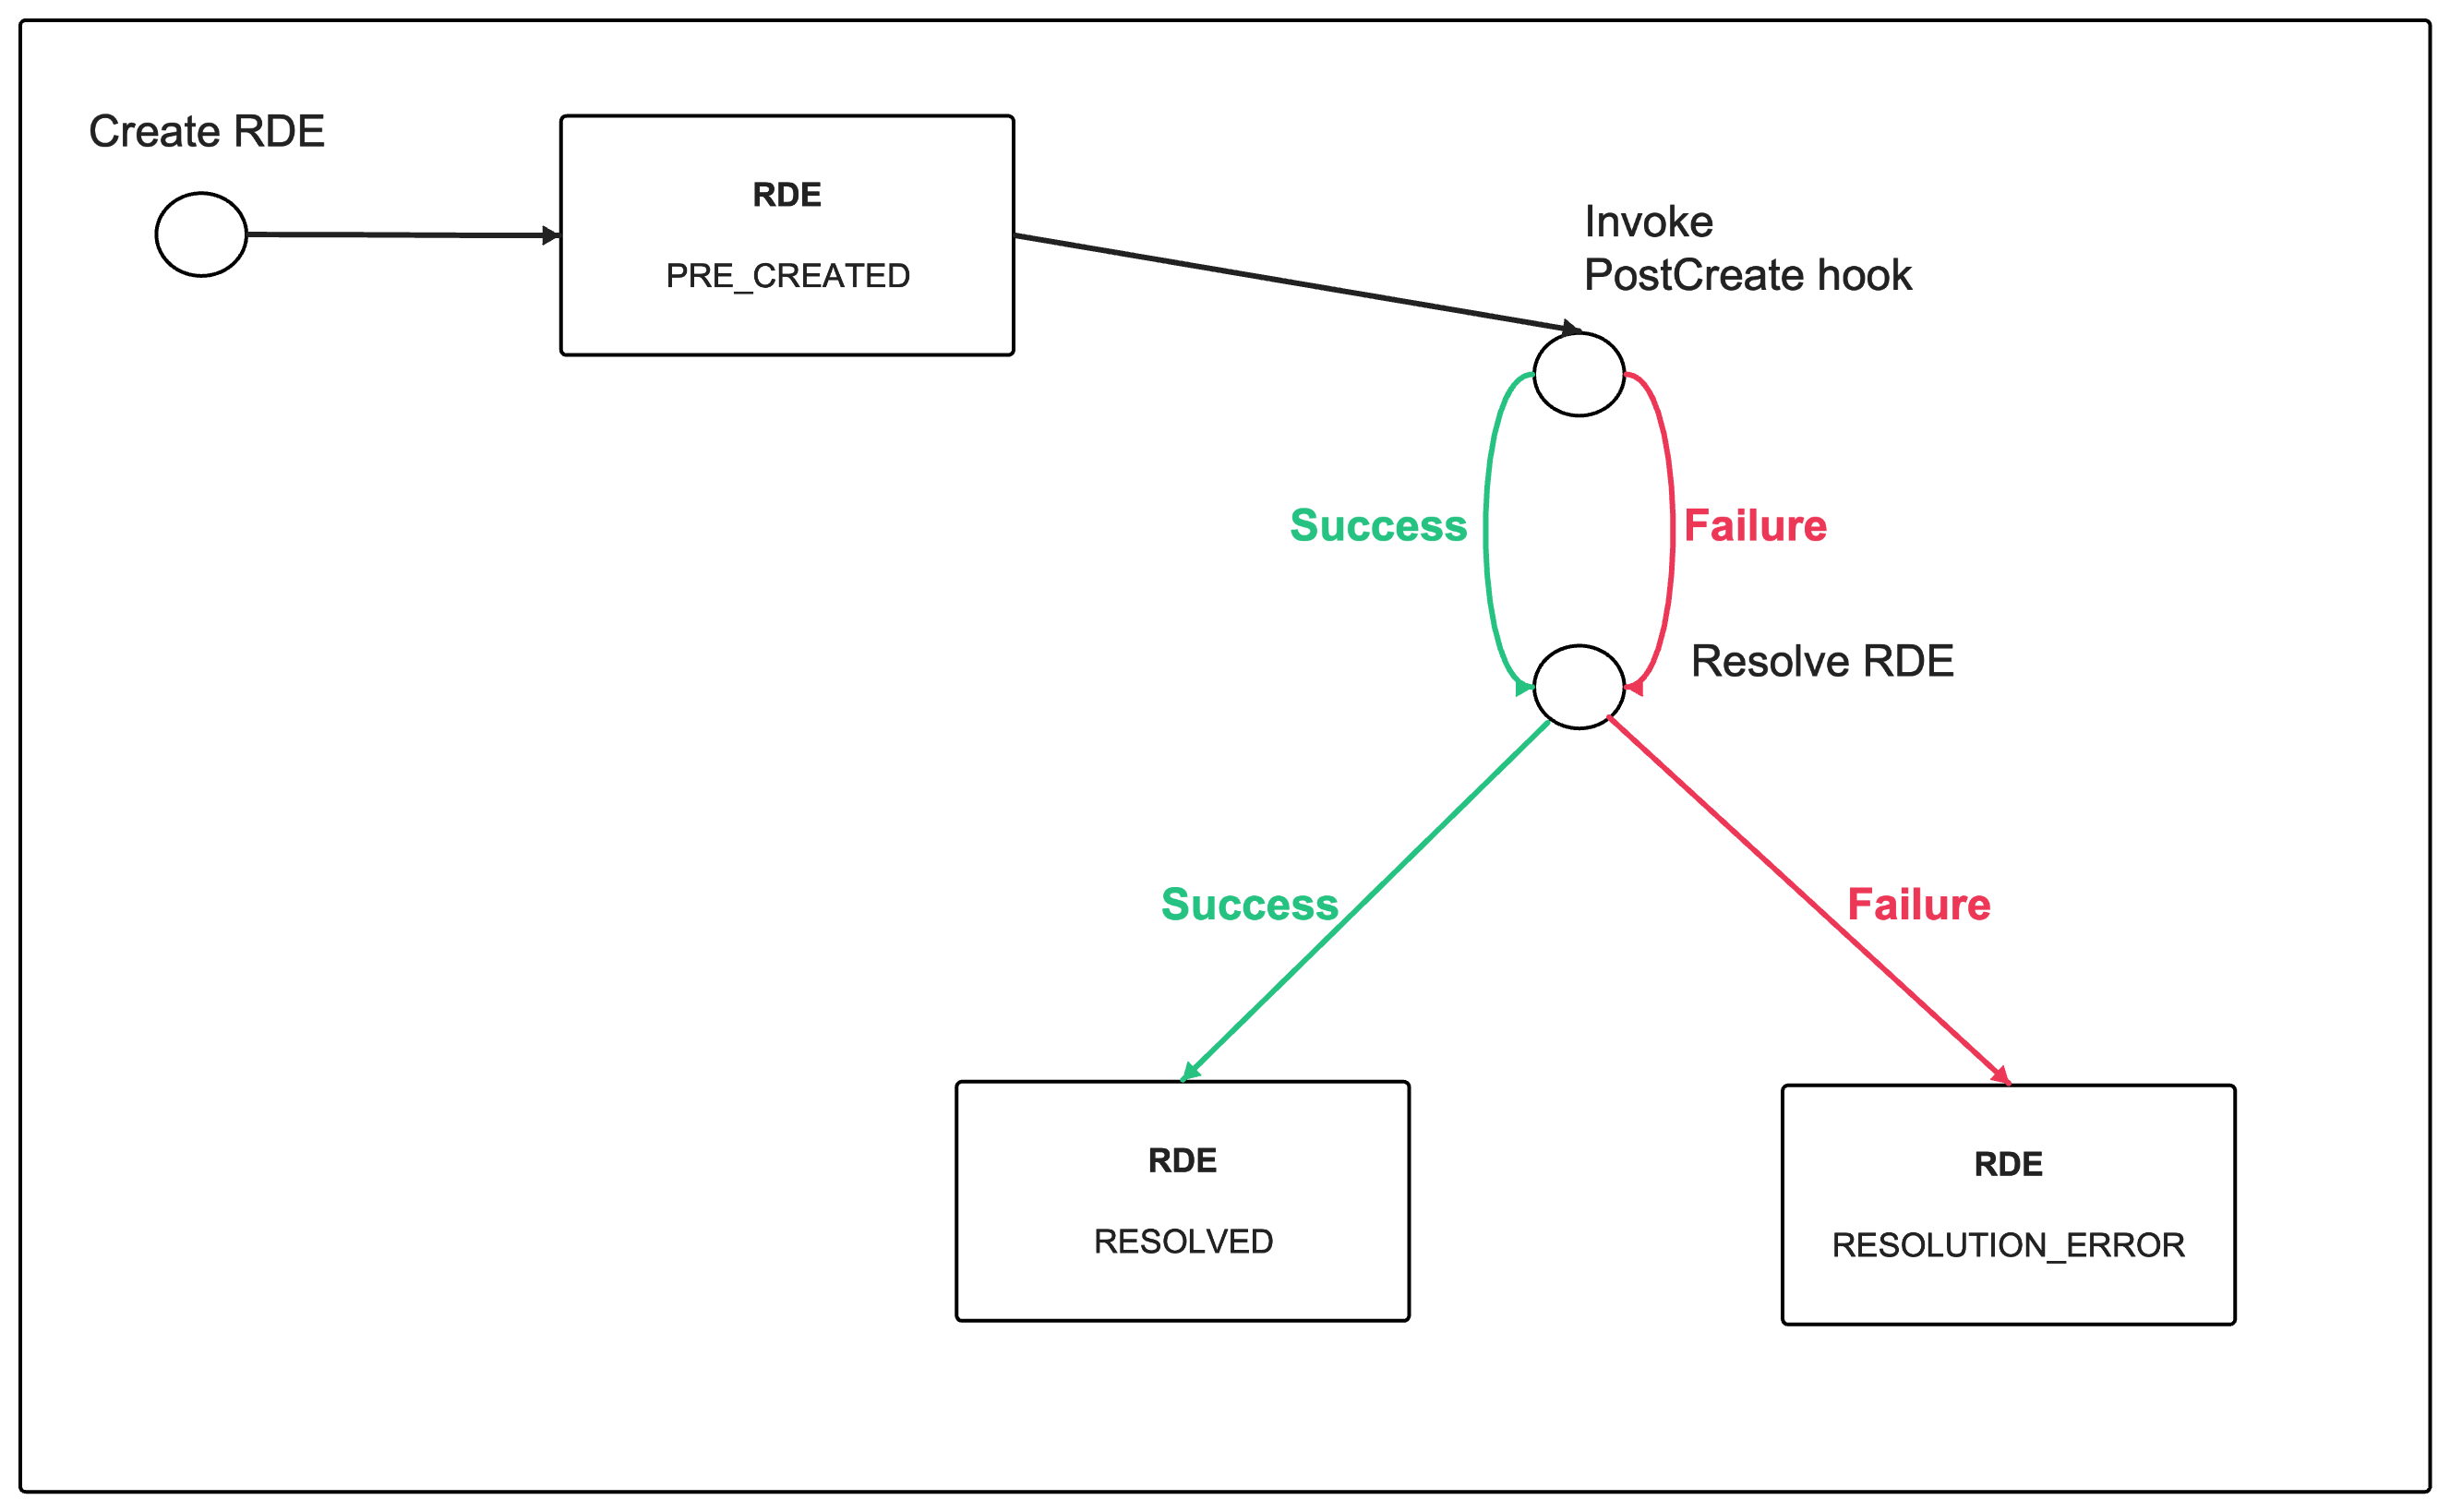 Create RDE
RDE
PRE_CREATED
Invoke
PostCreate hook
Success
Failure
Resolve RDE
Success
Failure
RDE
RESOLVED
RDE
RESOLUTION_ERROR